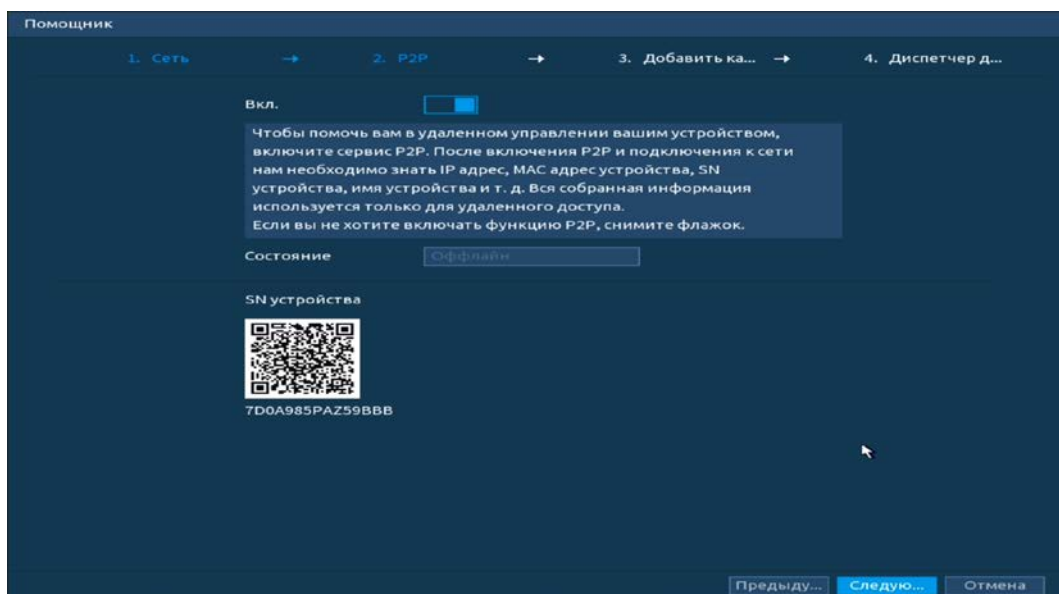 Помощник
1. Сеть → 2. P2P → 3. Добавить ка... → 4. Диспетчер д...
Вкл.
Чтобы помочь вам в удаленном управлении вашим устройством,
включите сервис P2P. После включения P2P и подключения к сети
нам необходимо знать IP адрес, MAC адрес устройства, SN
устройства, имя устройства и т. д. Вся собранная информация
используется только для удаленного доступа.
Если вы не хотите включать функцию P2P, снимите флажок.
Состояние Оффлайн
SN устройства
7D0A985PAZ59BBB
Предыду... Следую... Отмена